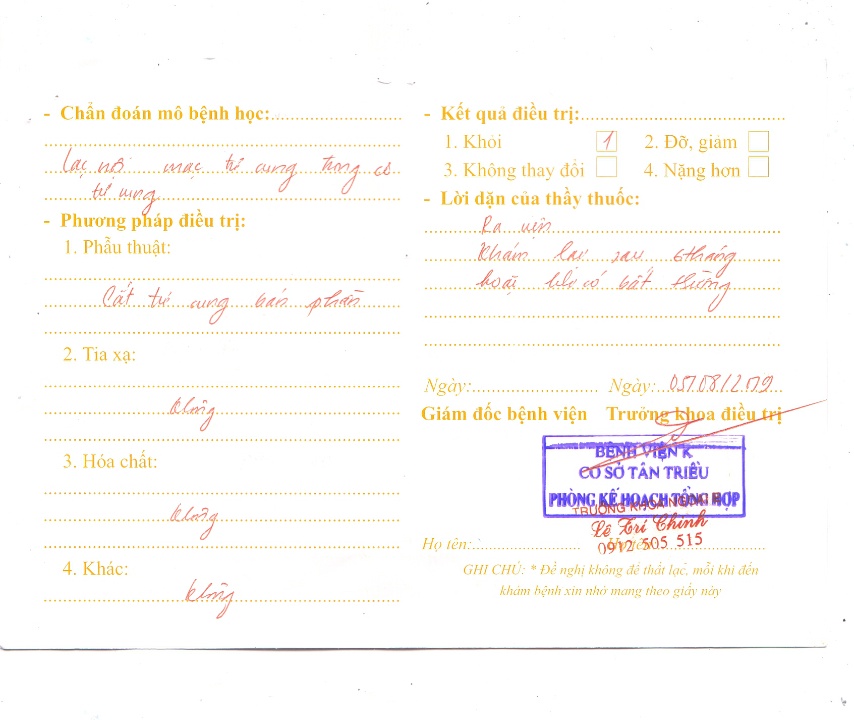 - Chẩn đoán mô bệnh học:
Lạc nội mạc tử cung trong cơ
tử cung
- Phương pháp điều trị:
1. Phẫu thuật:
Cắt tử cung bán phần
2. Tia xạ:
không
3. Hóa chất:
không
4. Khác:
không
- Kết quả điều trị:
1. Khỏi 1 2. Đỡ, giảm
3. Không thay đổi 4. Nặng hơn
- Lời dặn của thầy thuốc:
Ra viện
Khám lại sau 6 tháng
hoặc khi có bất thường
Ngày: Ngày: 05/08/2019
Giám đốc bệnh viện Trưởng khoa điều trị
BỆNH VIỆN K
CƠ SỞ TÂN TRIỀU
PHÒNG KẾ HOẠCH TỔNG HỢP
TRƯỞNG KHOA NGOẠI
Lê Trí Chinh
0912 505 515
Họ tên: Họ tên:
GHI CHÚ: * Đề nghị không để thất lạc, mỗi khi đến
khám bệnh xin nhớ mang theo giấy này